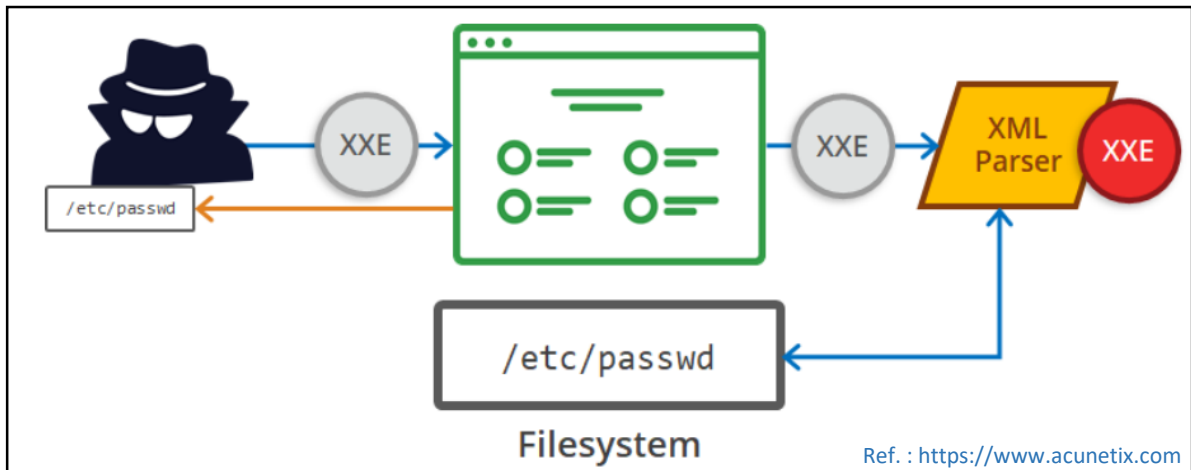 XXE
XXE
XML
Parser
XXE
/etc/passwd
/etc/passwd
Filesystem
Ref. : https://www.acunetix.com